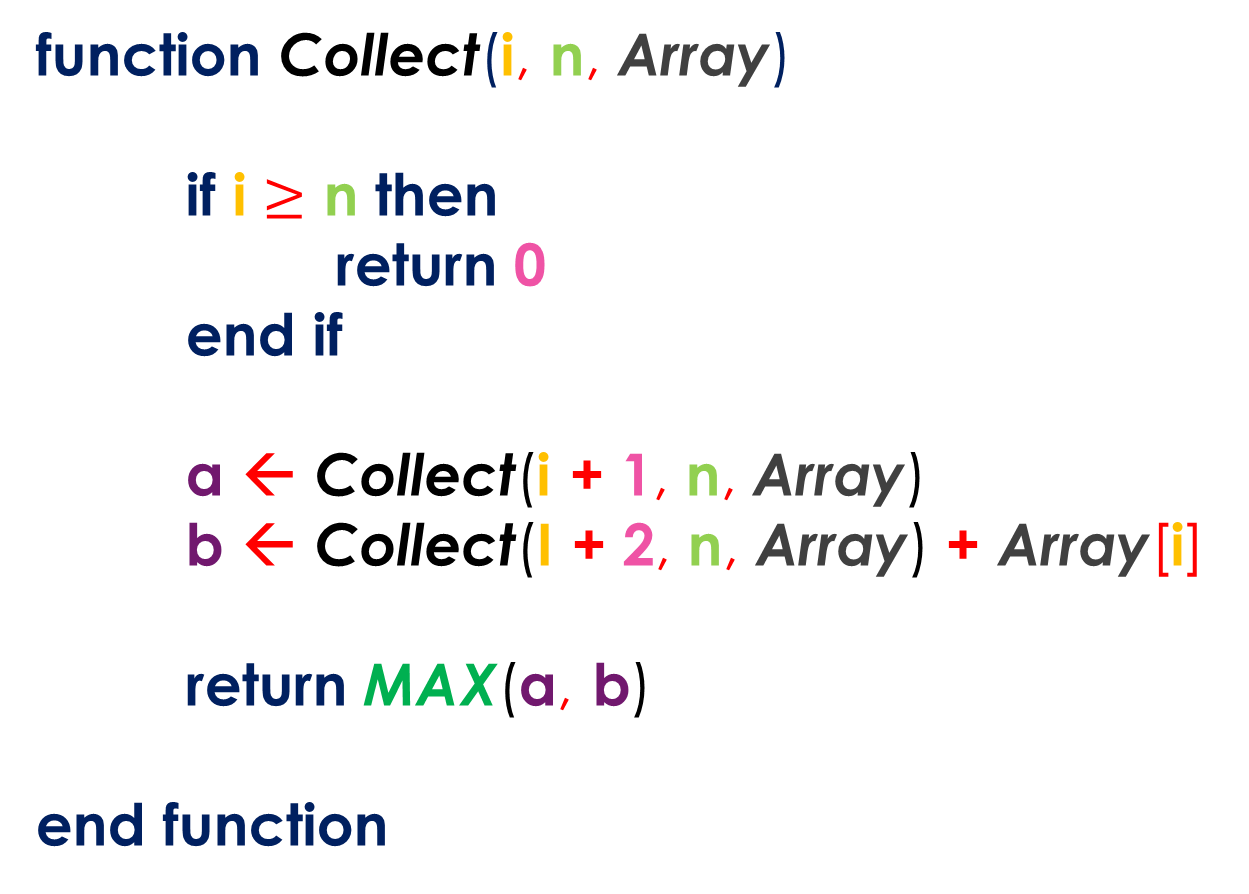 function Collect(i, n, Array)
if i ≥ n then
return 0
end if
a ← Collect(i + 1, n, Array)
b ← Collect(I + 2, n, Array) + Array[i]
return MAX(a, b)
end function